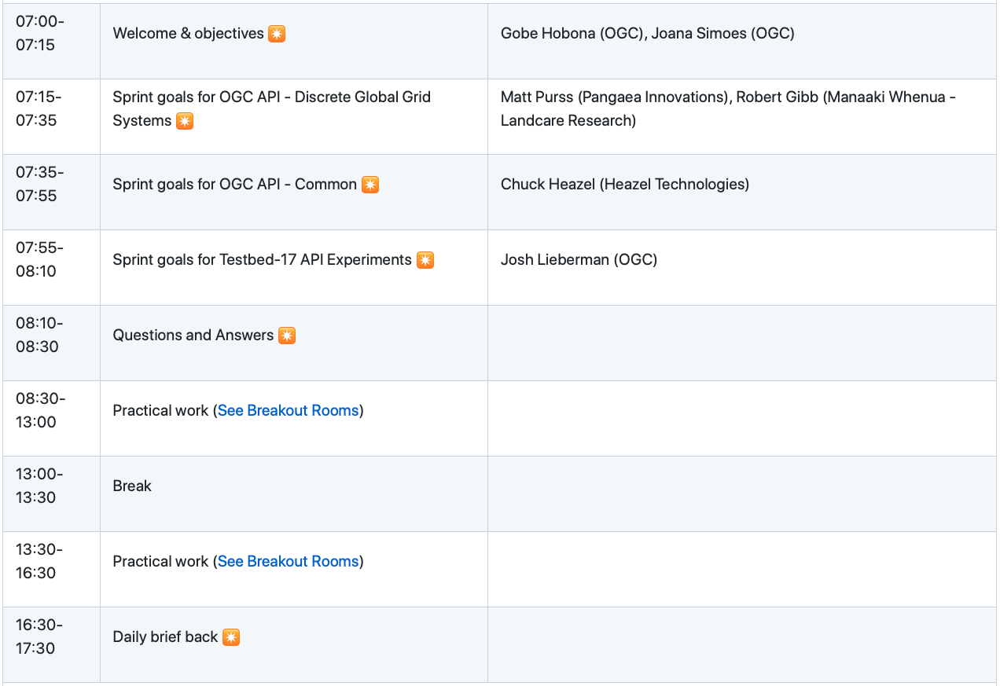 07:00-
07:15
Welcome & objectives ✴️
Gobe Hobona (OGC), Joana Simoes (OGC)
07:15-
07:35
Sprint goals for OGC API - Discrete Global Grid
Systems ✴️
Matt Purss (Pangaea Innovations), Robert Gibb (Manaaki Whenua -
Landcare Research)
07:35-
07:55
Sprint goals for OGC API - Common ✴️
Chuck Heazel (Heazel Technologies)
07:55-
08:10
Sprint goals for Testbed-17 API Experiments ✴️
Josh Lieberman (OGC)
08:10-
08:30
Questions and Answers ✴️
08:30-
13:00
Practical work (See Breakout Rooms)
13:00-
13:30
Break
13:30-
16:30
Practical work (See Breakout Rooms)
16:30-
17:30
Daily brief back ✴️